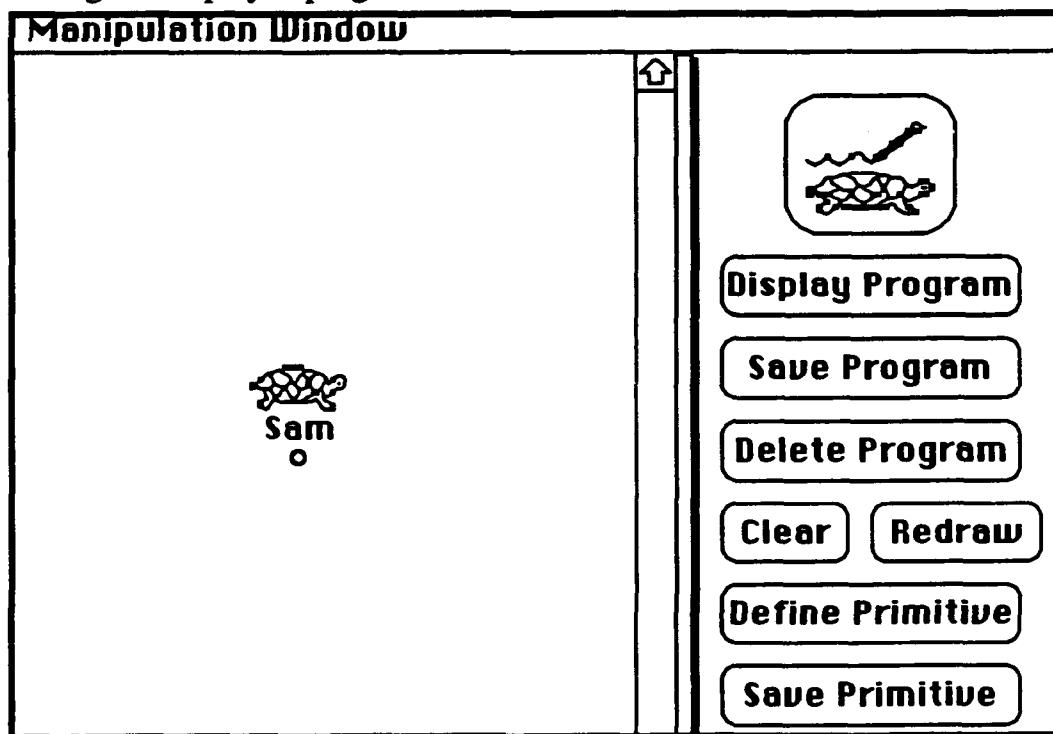 Manipulation Window
Sam
Display Program
Save Program
Delete Program
Clear
Redraw
Define Primitive
Save Primitive